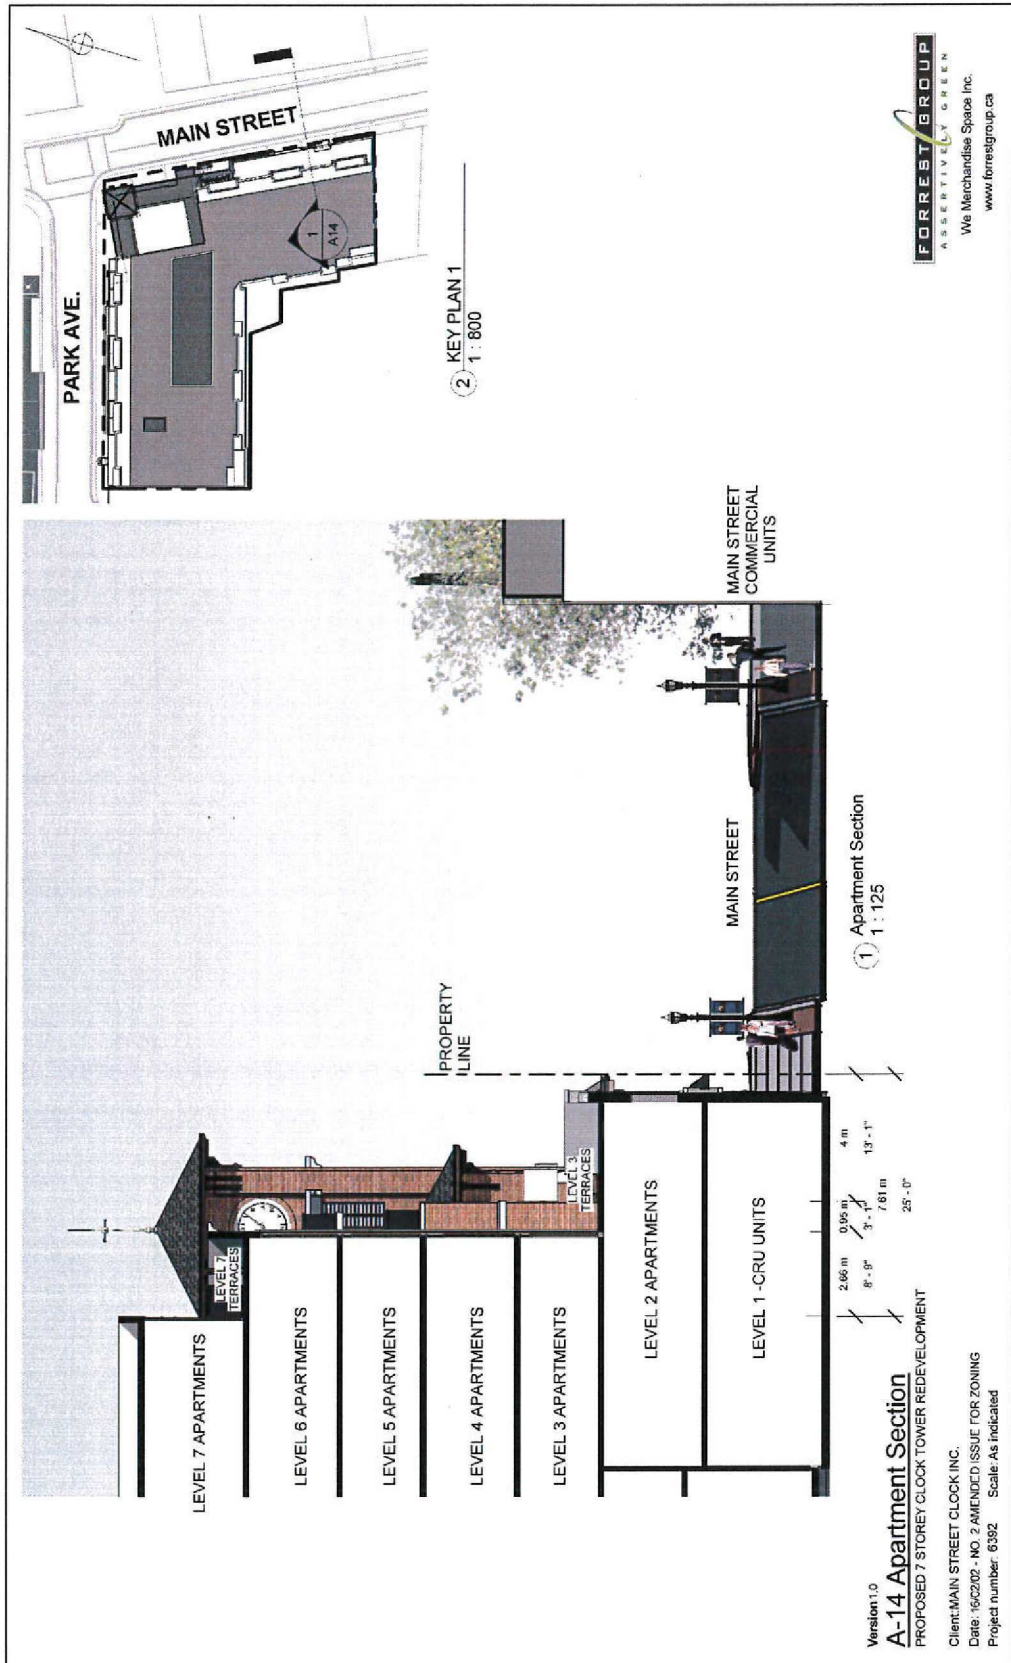 PARK AVE.
MAIN STREET
1
A14
2
KEY PLAN 1
1 : 800
FORREST GROUP
ASSERTIVELY GREEN
We Merchandise Space Inc.
www.forrestgroup.ca
LEVEL 7 APARTMENTS
LEVEL 7
TERRACES
LEVEL 6 APARTMENTS
LEVEL 5 APARTMENTS
LEVEL 4 APARTMENTS
LEVEL 3 APARTMENTS
LEVEL 3
TERRACES
LEVEL 2 APARTMENTS
LEVEL 1 -CRU UNITS
PROPERTY
LINE
MAIN STREET
MAIN STREET
COMMERCIAL
UNITS
2.66 m
8' - 9"
0.95 m
3' - 1"
4 m
13' - 1"
7.61 m
25' - 0"
1
Apartment Section
1 : 125
Version 1.0
A-14 Apartment Section
PROPOSED 7 STOREY CLOCK TOWER REDEVELOPMENT
Client:MAIN STREET CLOCK INC.
Date: 16/02/02 - NO. 2 AMENDED ISSUE FOR ZONING
Project number: 6392 Scale: As indicated